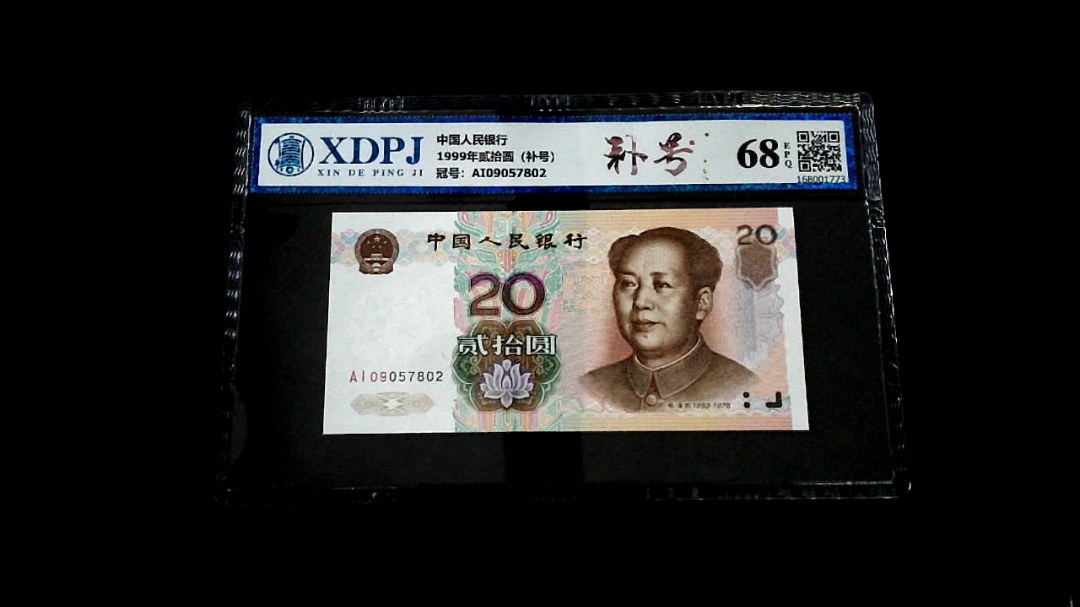 XDPJ
XIN DE PING JI
中国人民银行
1999年贰拾圆（补号）
冠号：AI09057802
补号
68
EPQ
168001773
中国人民银行
20
20
贰拾圆
AI09057802